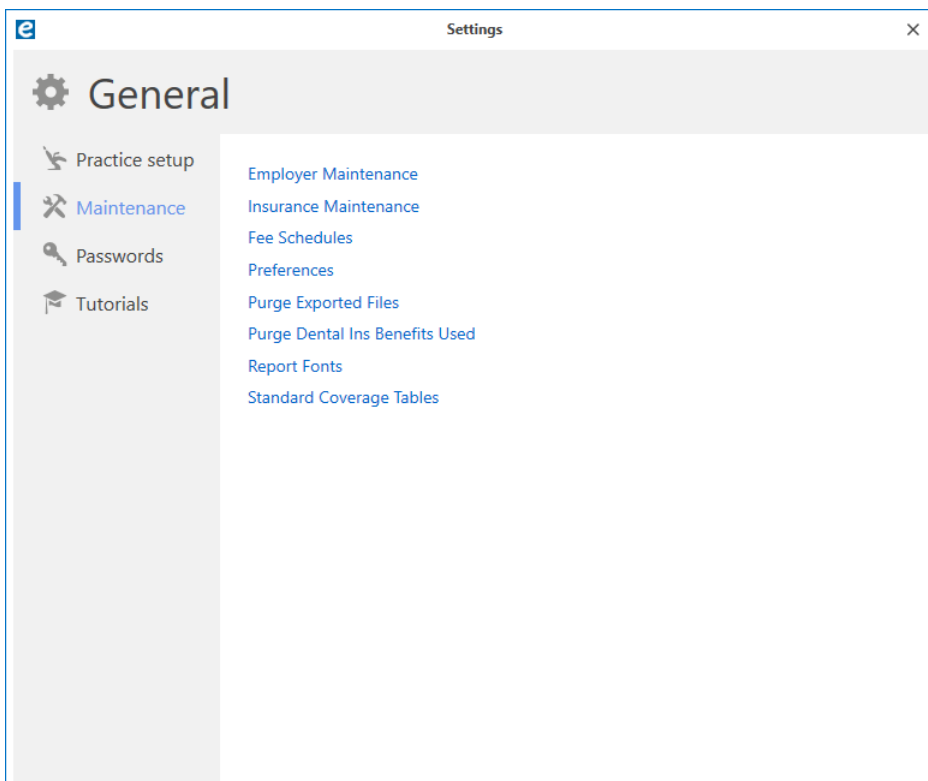 Settings
General
Practice setup
Maintenance
Passwords
Tutorials
Employer Maintenance
Insurance Maintenance
Fee Schedules
Preferences
Purge Exported Files
Purge Dental Ins Benefits Used
Report Fonts
Standard Coverage Tables